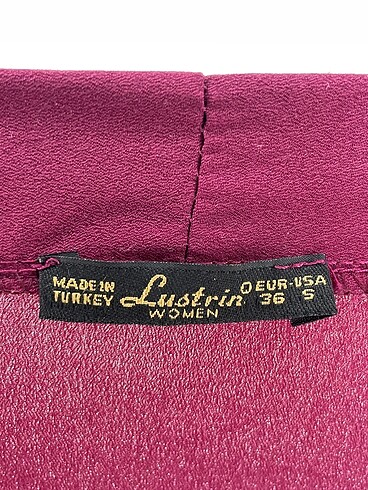 MADE IN
TURKEY
Lustrin
WOMEN
EUR-USA
36 S